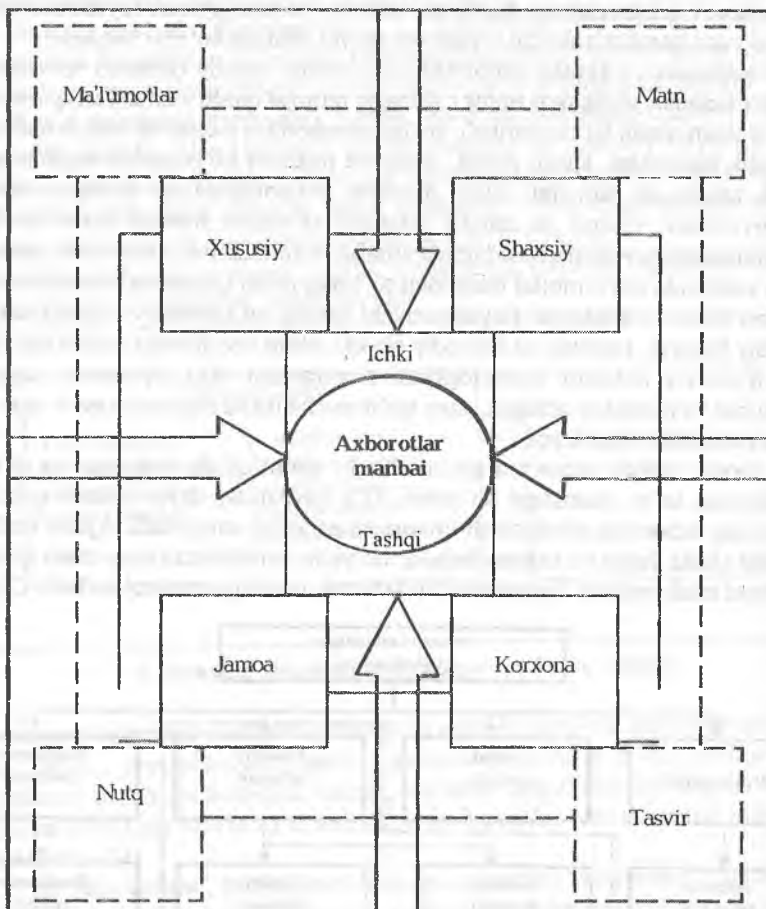 Ma'lumotlar
Matn
Xususiy
Shaxsiy
Ichki
Axborotlar
manbai
Tashqi
Jamoa
Korxona
Nutq
Tasvir